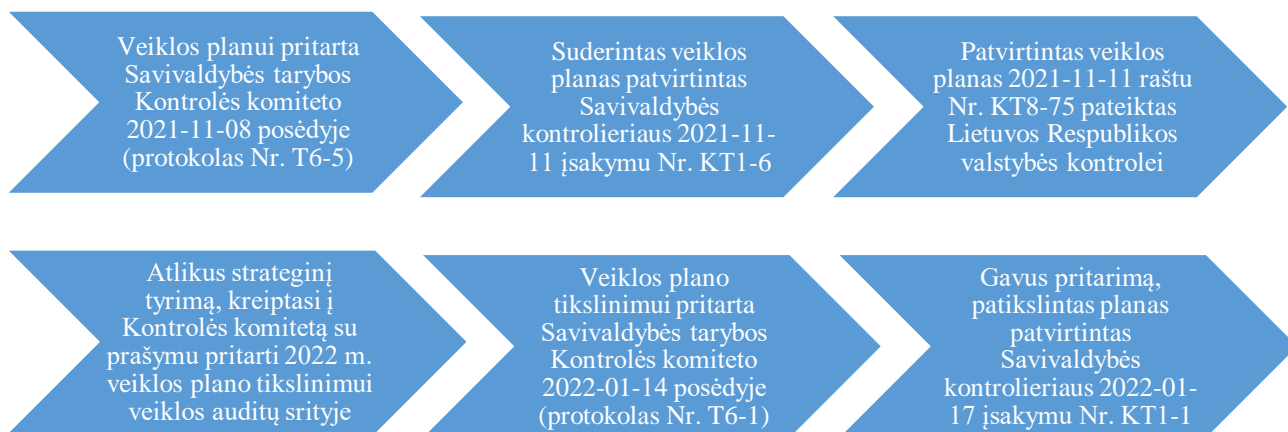 Veiklos planui pritarta
Savivaldybės tarybos
Kontrolės komiteto
2021-11-08 posėdyje
(protokolas Nr. T6-5)
Suderintas veiklos
planas patvirtintas
Savivaldybės
kontrolieriaus 2021-11-
11 įsakymu Nr. KT1-6
Patvirtintas veiklos
planas 2021-11-11 raštu
Nr. KT8-75 pateiktas
Lietuvos Respublikos
valstybės kontrolei
Atlikus strateginį
tyrimą, kreiptasi į
Kontrolės komitetą su
prašymu pritarti 2022 m.
veiklos plano tikslinimui
veiklos auditų srityje
Veiklos plano
tikslinimui pritarta
Savivaldybės tarybos
Kontrolės komiteto
2022-01-14 posėdyje
(protokolas Nr. T6-1)
Gavus pritarimą,
patikslintas planas
patvirtintas
Savivaldybės
kontrolieriaus 2022-01-
17 įsakymu Nr. KT1-1